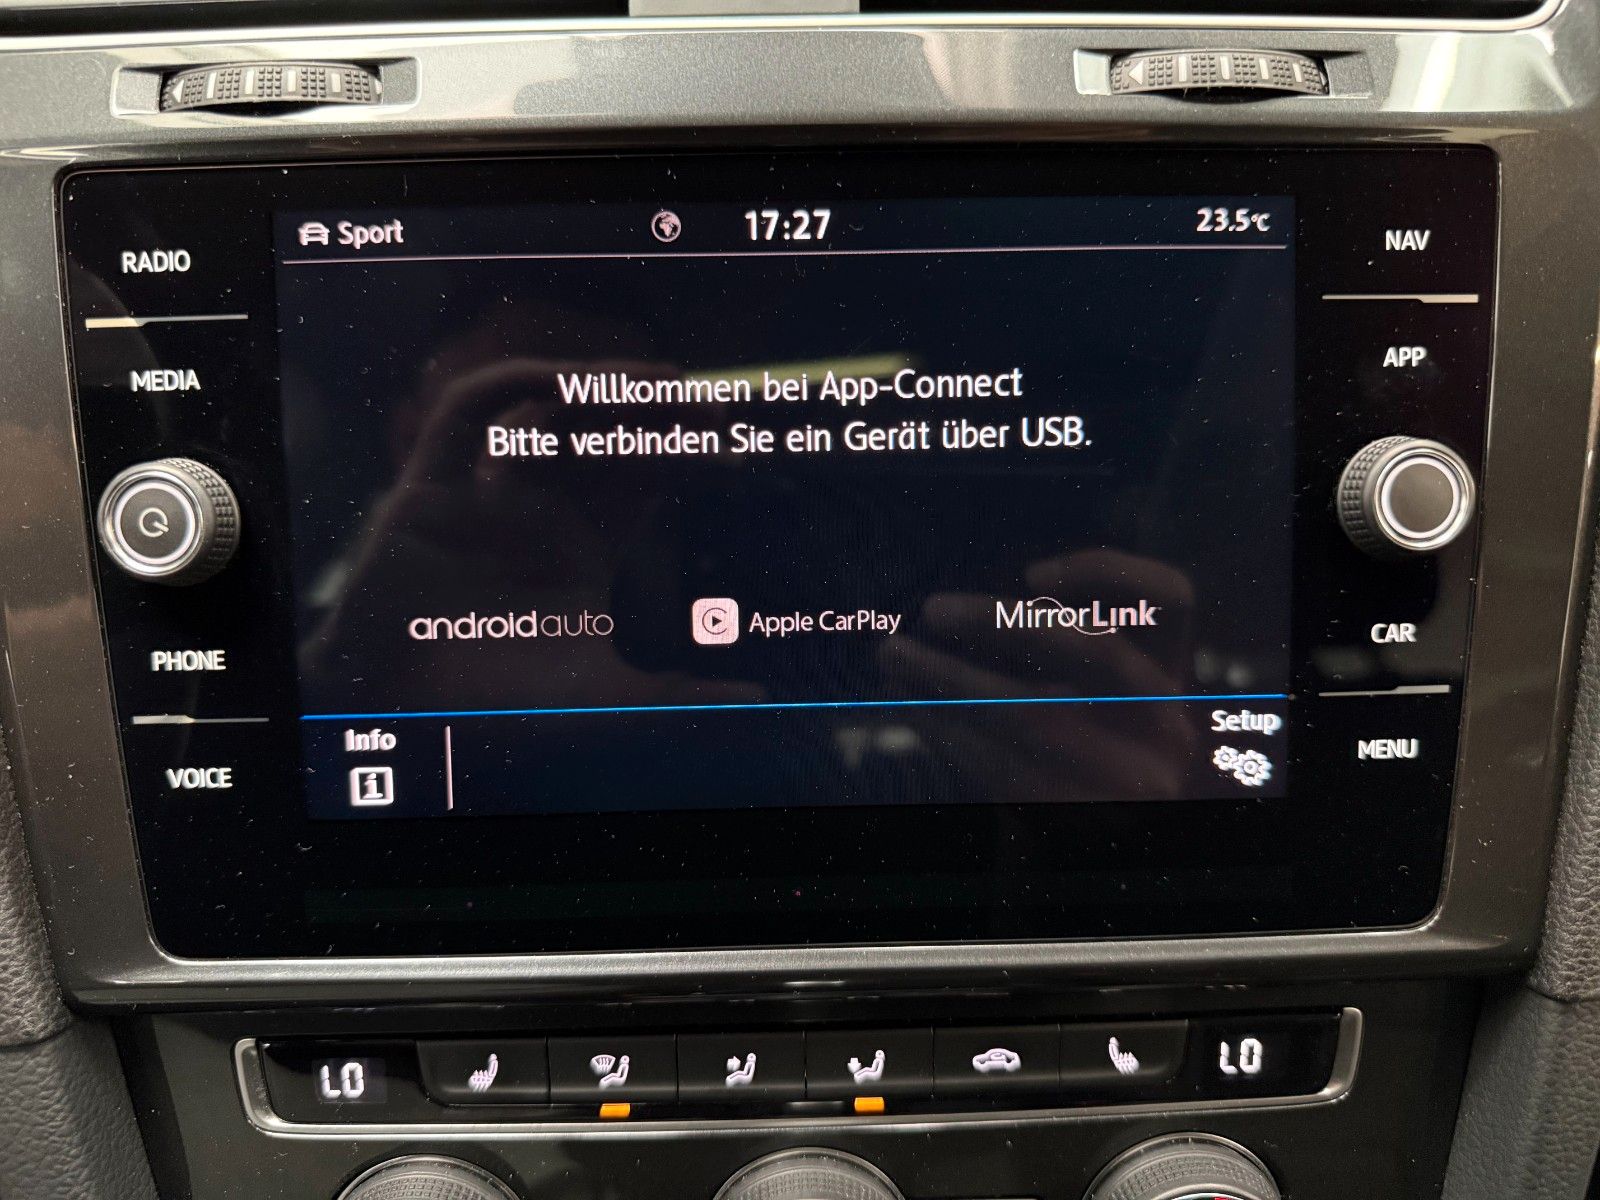 Sport 17:27 23.5°C
RADIO
NAV
MEDIA
APP
Willkommen bei App-Connect
Bitte verbinden Sie ein Gerät über USB.
androidauto Apple CarPlay MirrorLink
PHONE
CAR
VOICE
MENU
Info
Setup
LO LO